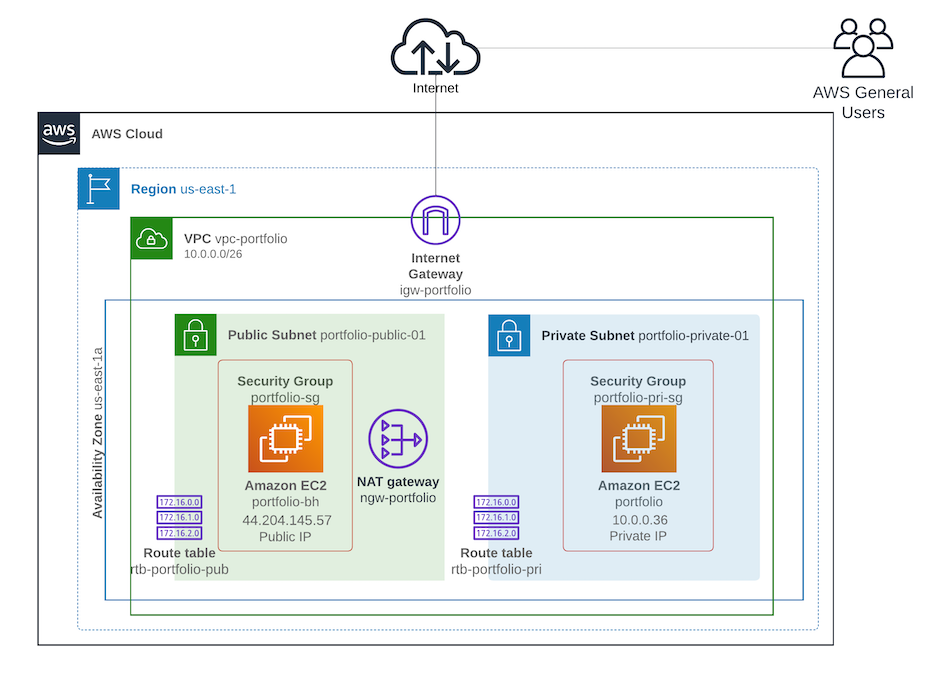 Internet
AWS General
Users
aws
AWS Cloud
Region us-east-1
VPC vpc-portfolio
10.0.0.0/26
Internet
Gateway
igw-portfolio
Availability Zone us-east-1a
Public Subnet portfolio-public-01
Security Group
portfolio-sg
Amazon EC2
portfolio-bh
44.204.145.57
Public IP
NAT gateway
ngw-portfolio
172.16.0.0
172.16.1.0
172.16.2.0
Route table
rtb-portfolio-pub
Private Subnet portfolio-private-01
Security Group
portfolio-pri-sg
Amazon EC2
portfolio
10.0.0.36
Private IP
172.16.0.0
172.16.1.0
172.16.2.0
Route table
rtb-portfolio-pri